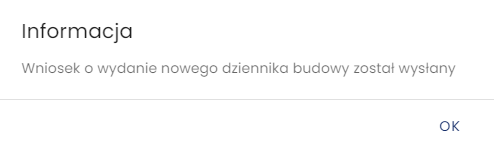 Informacja
Wniosek o wydanie nowego dziennika budowy został wysłany
OK